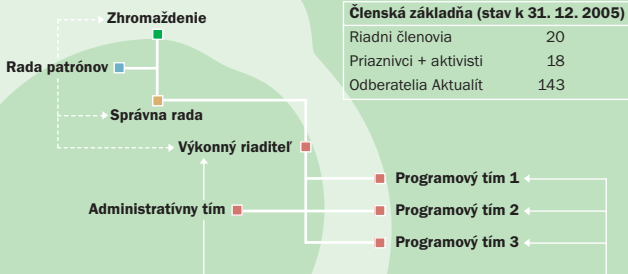 Zhromaždenie
Rada patrónov
Správna rada
Výkonný riaditeľ
Administratívny tím
Programový tím 1
Programový tím 2
Programový tím 3
Členská základňa (stav k 31. 12. 2005)
Riadni členovia 20
Priaznivci + aktivisti 18
Odberatelia Aktualít 143